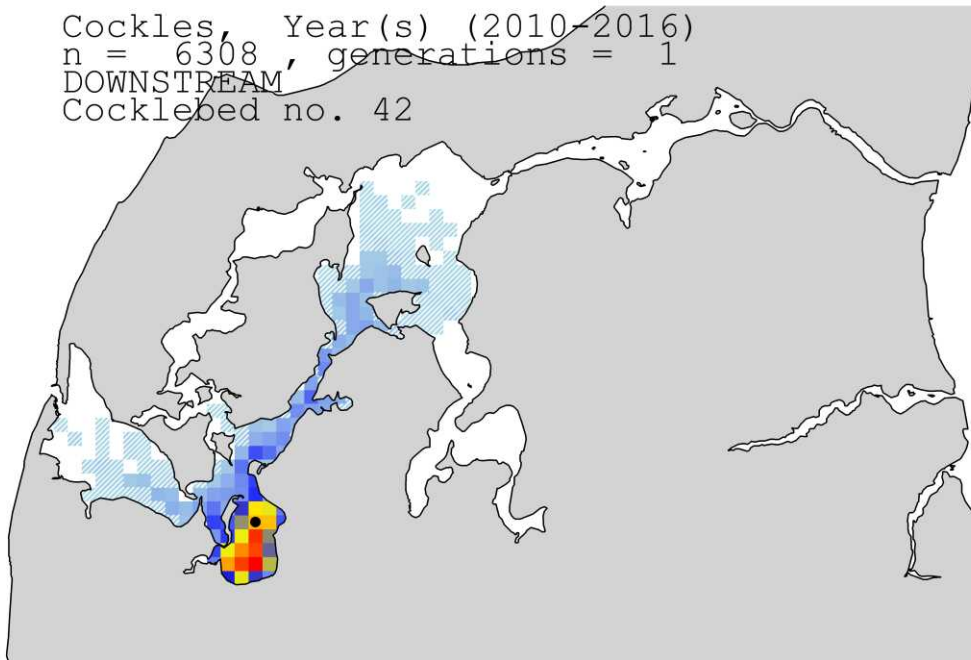 Cockles, Year(s) (2010-2016)
n = 6308 , generations = 1
DOWNSTREAM
Cocklebed no. 42